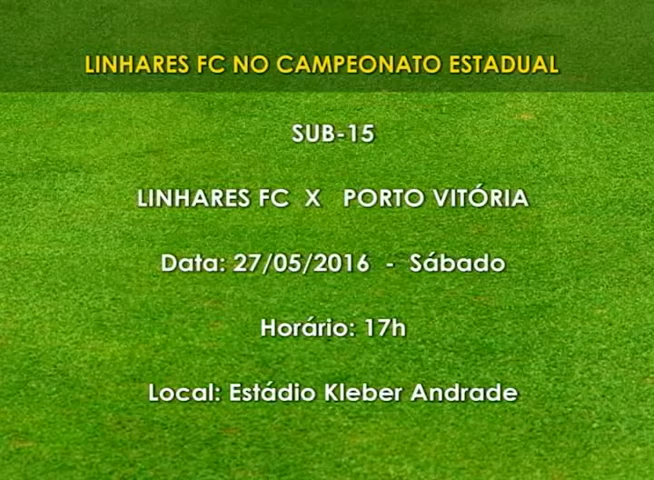 LINHARES FC NO CAMPEONATO ESTADUAL
SUB-15
LINHARES FC X PORTO VITÓRIA
Data: 27/05/2016 - Sábado
Horário: 17h
Local: Estádio Kleber Andrade